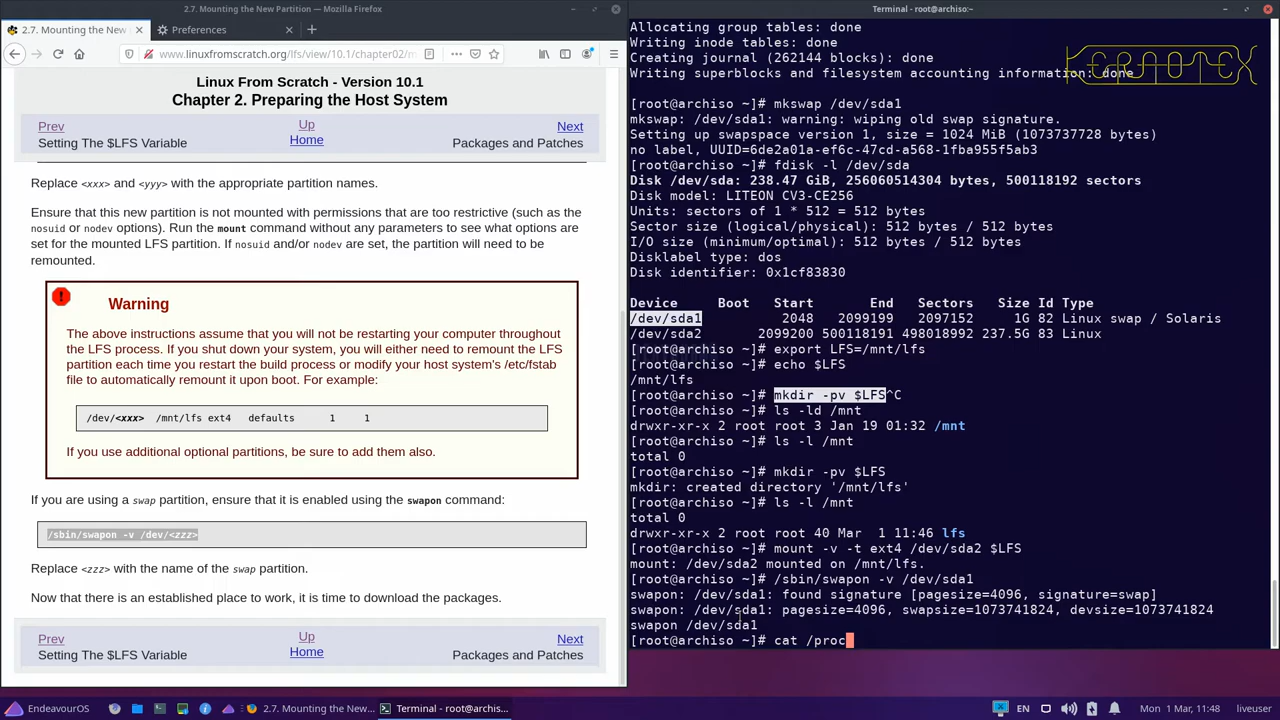 2.7. Mounting the New Partition — Mozilla Firefox
2.7. Mounting the New
Preferences
www.linuxfromscratch.org/lfs/view/10.1/chapter02/m
Linux From Scratch - Version 10.1
Chapter 2. Preparing the Host System
Prev
Up
Next
Setting The $LFS Variable
Home
Packages and Patches
Replace <xxx> and <yyy> with the appropriate partition names.
Ensure that this new partition is not mounted with permissions that are too restrictive (such as the
nosuid or nodev options). Run the mount command without any parameters to see what options are
set for the mounted LFS partition. If nosuid and/or nodev are set, the partition will need to be
remounted.
Warning
The above instructions assume that you will not be restarting your computer throughout
the LFS process. If you shut down your system, you will either need to remount the LFS
partition each time you restart the build process or modify your host system's /etc/fstab
file to automatically remount it upon boot. For example:
/dev/<xxx> /mnt/lfs ext4 defaults 1 1
If you use additional optional partitions, be sure to add them also.
If you are using a swap partition, ensure that it is enabled using the swapon command:
/sbin/swapon -v /dev/<zzz>
Replace <zzz> with the name of the swap partition.
Now that there is an established place to work, it is time to download the packages.
Prev
Up
Next
Setting The $LFS Variable
Home
Packages and Patches
Terminal - root@archiso:~
Allocating group tables: done
Writing inode tables: done
Creating journal (262144 blocks): done
Writing superblocks and filesystem accounting information: done
KERNOTEX
[root@archiso ~]# mkswap /dev/sda1
mkswap: /dev/sda1: warning: wiping old swap signature.
Setting up swapspace version 1, size = 1024 MiB (1073737728 bytes)
no label, UUID=6de2a01a-ef6c-47cd-a568-1fba955f5ab3
[root@archiso ~]# fdisk -l /dev/sda
Disk /dev/sda: 238.47 GiB, 256060514304 bytes, 500118192 sectors
Disk model: LITEON CV3-CE256
Units: sectors of 1 * 512 = 512 bytes
Sector size (logical/physical): 512 bytes / 512 bytes
I/O size (minimum/optimal): 512 bytes / 512 bytes
Disklabel type: dos
Disk identifier: 0x1cf83830
Device Boot Start End Sectors Size Id Type
/dev/sda1 2048 2099199 2097152 1G 82 Linux swap / Solaris
/dev/sda2 2099200 500118191 498018992 237.5G 83 Linux
[root@archiso ~]# export LFS=/mnt/lfs
[root@archiso ~]# echo $LFS
/mnt/lfs
[root@archiso ~]# mkdir -pv $LFS^C
[root@archiso ~]# ls -ld /mnt
drwxr-xr-x 2 root root 3 Jan 19 01:32 /mnt
[root@archiso ~]# ls -l /mnt
total 0
[root@archiso ~]# mkdir -pv $LFS
mkdir: created directory '/mnt/lfs'
[root@archiso ~]# ls -l /mnt
total 0
drwxr-xr-x 2 root root 40 Mar 1 11:46 lfs
[root@archiso ~]# mount -v -t ext4 /dev/sda2 $LFS
mount: /dev/sda2 mounted on /mnt/lfs.
[root@archiso ~]# /sbin/swapon -v /dev/sda1
swapon: /dev/sda1: found signature [pagesize=4096, signature=swap]
swapon: /dev/sda1: pagesize=4096, swapsize=1073741824, devsize=1073741824
swapon /dev/sda1
[root@archiso ~]# cat /proc
EndeavourOS
2.7. Mounting the New...
Terminal - root@archiso:...
EN
Mon 1 Mar, 11:48
liveuser